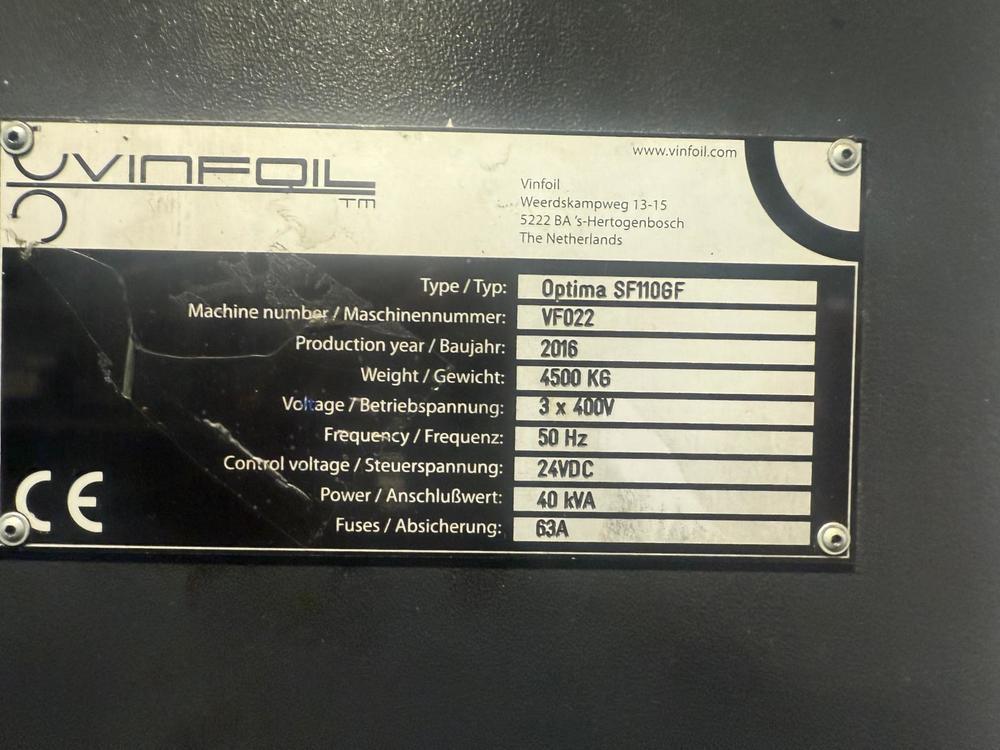 VINFOIL
TM
www.vinfoil.com
Vinfoil
Weerdskampweg 13-15
5222 BA 's-Hertogenbosch
The Netherlands
Type / Typ: Optima SF110GF
Machine number / Maschinennummer: VF022
Production year / Baujahr: 2016
Weight / Gewicht: 4500 KG
Voltage / Betriebspannung: 3 x 400V
Frequency / Frequenz: 50 Hz
Control voltage / Steuerspannung: 24VDC
Power / Anschlußwert: 40 kVA
Fuses / Absicherung: 63A
CE